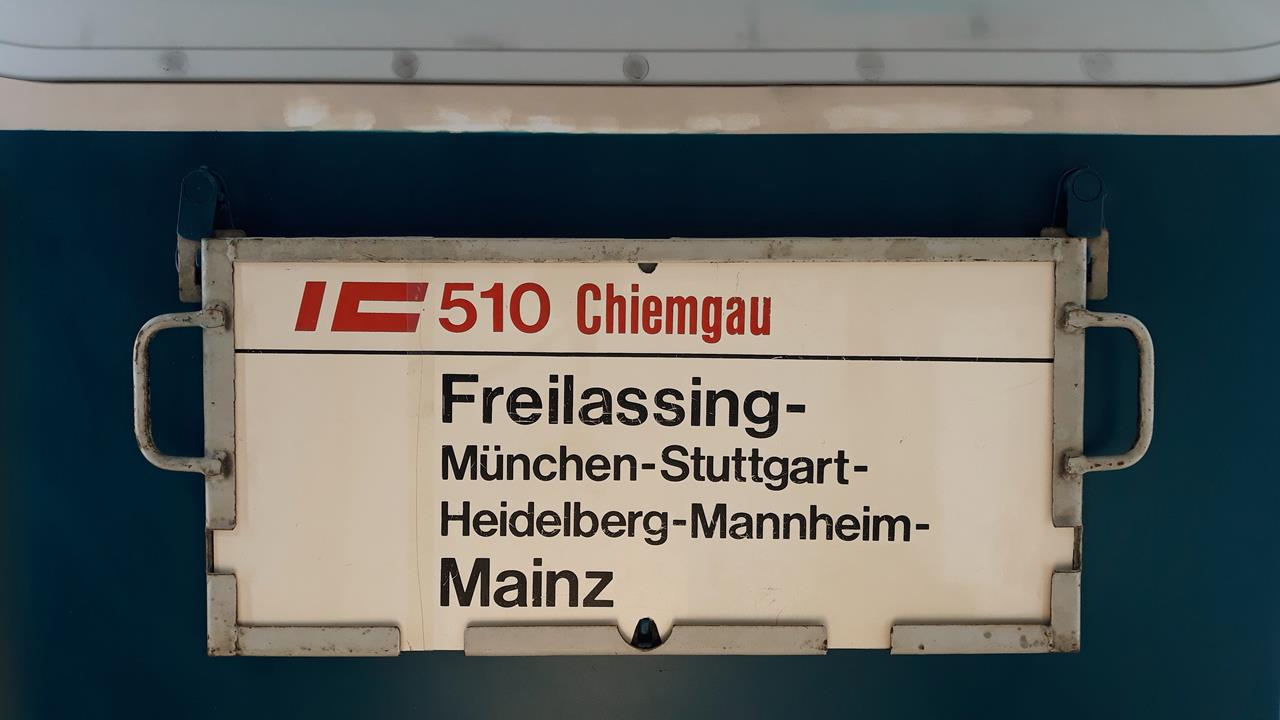 IC 510 Chiemgau
Freilassing-
München-Stuttgart-
Heidelberg-Mannheim-
Mainz